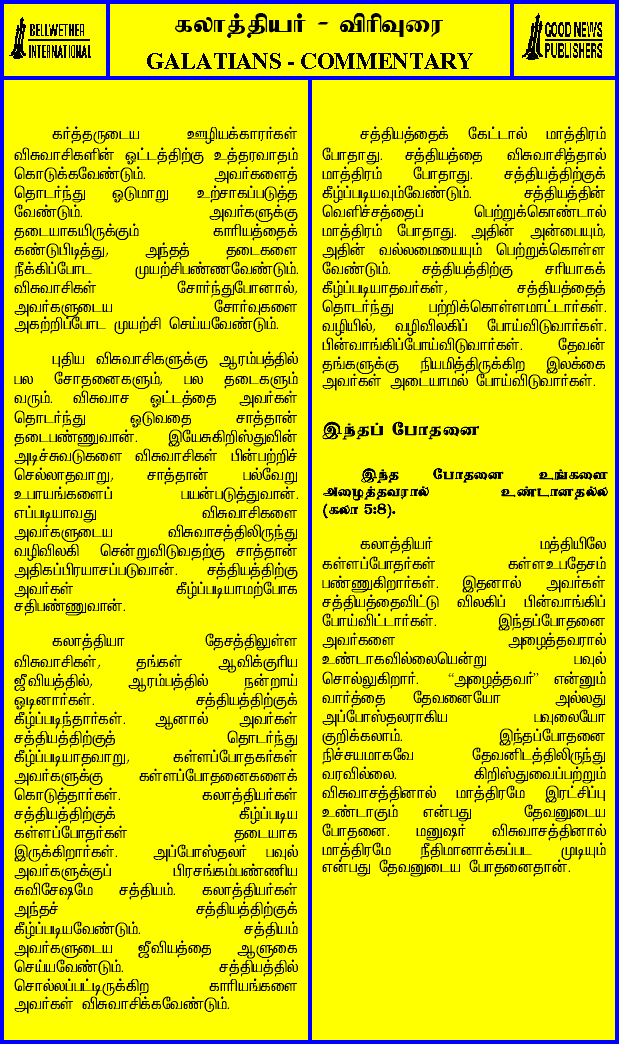 BELLWETHER
INTERNATIONAL
கலாத்தியர் - விரிவுரை
GALATIANS - COMMENTARY
GOOD NEWS
PUBLISHERS
கர்த்தருடைய ஊழியக்காரர்கள்
விசுவாசிகளின் ஓட்டத்திற்கு உத்தரவாதம்
கொடுக்கவேண்டும். அவர்களைத்
தொடர்ந்து ஓடுமாறு உற்சாகப்படுத்த
வேண்டும். அவர்களுக்கு
தடையாகயிருக்கும் காரியத்தைக்
கண்டுபிடித்து, அந்தத் தடைகளை
நீக்கிப்போட முயற்சிபண்ணவேண்டும்.
விசுவாசிகள் சோர்ந்துபோனால்,
அவர்களுடைய சோர்வுகளை
அகற்றிப்போட முயற்சி செய்யவேண்டும்.
புதிய விசுவாசிகளுக்கு ஆரம்பத்தில்
பல சோதனைகளும், பல தடைகளும்
வரும். விசுவாச ஓட்டத்தை அவர்கள்
தொடர்ந்து ஓடுவதை சாத்தான்
தடைபண்ணுவான். இயேசுகிறிஸ்துவின்
அடிச்சுவடுகளை விசுவாசிகள் பின்பற்றிச்
செல்லாதவாறு, சாத்தான் பல்வேறு
உபாயங்களைப் பயன்படுத்துவான்.
எப்படியாவது விசுவாசிகளை
அவர்களுடைய விசுவாசத்திலிருந்து
வழிவிலகி சென்றுவிடுவதற்கு சாத்தான்
அதிகப்பிரயாசப்படுவான். சத்தியத்திற்கு
அவர்கள் கீழ்ப்படியாமற்போக
சதிபண்ணுவான்.
கலாத்தியா தேசத்திலுள்ள
விசுவாசிகள், தங்கள் ஆவிக்குரிய
ஜீவியத்தில், ஆரம்பத்தில் நன்றாய்
ஓடினார்கள். சத்தியத்திற்குக்
கீழ்ப்படிந்தார்கள். ஆனால் அவர்கள்
சத்தியத்திற்குத் தொடர்ந்து
கீழ்ப்படியாதவாறு, கள்ளப்போதகர்கள்
அவர்களுக்கு கள்ளப்போதனைகளைக்
கொடுத்தார்கள். கலாத்தியர்கள்
சத்தியத்திற்குக் கீழ்ப்படிய
கள்ளப்போதர்கள் தடையாக
இருக்கிறார்கள். அப்போஸ்தலர் பவுல்
அவர்களுக்குப் பிரசங்கம்பண்ணிய
சுவிசேஷமே சத்தியம். கலாத்தியர்கள்
அந்தச் சத்தியத்திற்குக்
கீழ்ப்படியவேண்டும். சத்தியம்
அவர்களுடைய ஜீவியத்தை ஆளுகை
செய்யவேண்டும். சத்தியத்தில்
சொல்லப்பட்டிருக்கிற காரியங்களை
அவர்கள் விசுவாசிக்கவேண்டும்.
சத்தியத்தைக் கேட்டால் மாத்திரம்
போதாது. சத்தியத்தை விசுவாசித்தால்
மாத்திரம் போதாது. சத்தியத்திற்குக்
கீழ்ப்படியவும்வேண்டும். சத்தியத்தின்
வெளிச்சத்தைப் பெற்றுக்கொண்டால்
மாத்திரம் போதாது. அதின் அன்பையும்,
அதின் வல்லமையையும் பெற்றுக்கொள்ள
வேண்டும். சத்தியத்திற்கு சரியாகக்
கீழ்ப்படியாதவர்கள், சத்தியத்தைத்
தொடர்ந்து பற்றிக்கொள்ளமாட்டார்கள்.
வழியில், வழிவிலகிப் போய்விடுவார்கள்.
பின்வாங்கிப்போய்விடுவார்கள். தேவன்
தங்களுக்கு நியமித்திருக்கிற இலக்கை
அவர்கள் அடையாமல் போய்விடுவார்கள்.
இந்தப் போதனை
இந்த போதனை உங்களை
அழைத்தவரால் உண்டானதல்ல
(கலா 5:8).
கலாத்தியர் மத்தியிலே
கள்ளப்போதர்கள் கள்ளஉபதேசம்
பண்ணுகிறார்கள். இதனால் அவர்கள்
சத்தியத்தைவிட்டு விலகிப் பின்வாங்கிப்
போய்விட்டார்கள். இந்தப்போதனை
அவர்களை அழைத்தவரால்
உண்டாகவில்லையென்று பவுல்
சொல்லுகிறார். “அழைத்தவர்” என்னும்
வார்த்தை தேவனையோ அல்லது
அப்போஸ்தலராகிய பவுலையோ
குறிக்கலாம். இந்தப்போதனை
நிச்சயமாகவே தேவனிடத்திலிருந்து
வரவில்லை. கிறிஸ்துவைப்பற்றும்
விசுவாசத்தினால் மாத்திரமே இரட்சிப்பு
உண்டாகும் என்பது தேவனுடைய
போதனை. மனுஷர் விசுவாசத்தினால்
மாத்திரமே நீதிமானாக்கப்பட முடியும்
என்பது தேவனுடைய போதனைதான்.